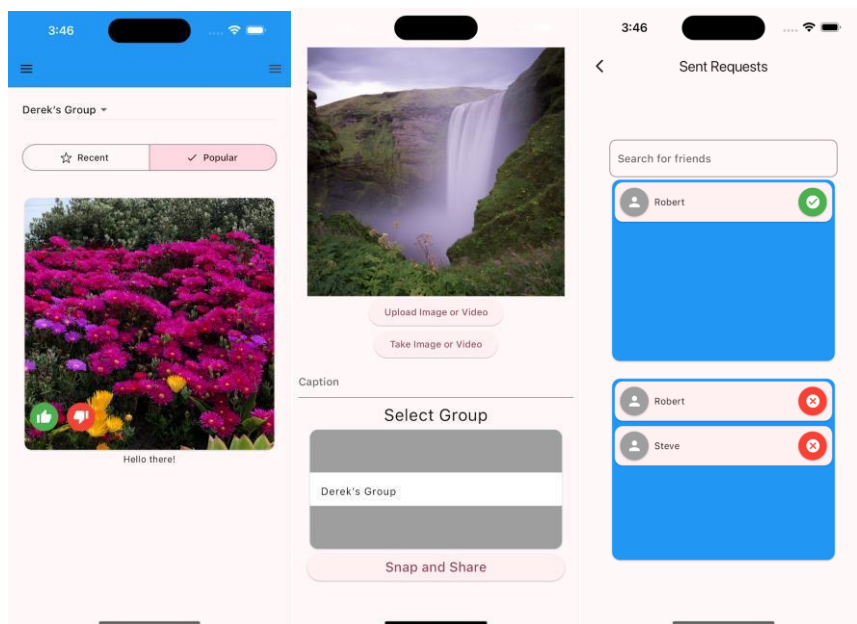 3:46
Derek's Group
Recent
Popular
Hello there!
Upload Image or Video
Take Image or Video
Caption
Select Group
Derek's Group
Snap and Share
3:46
Sent Requests
Search for friends
Robert
Robert
Steve